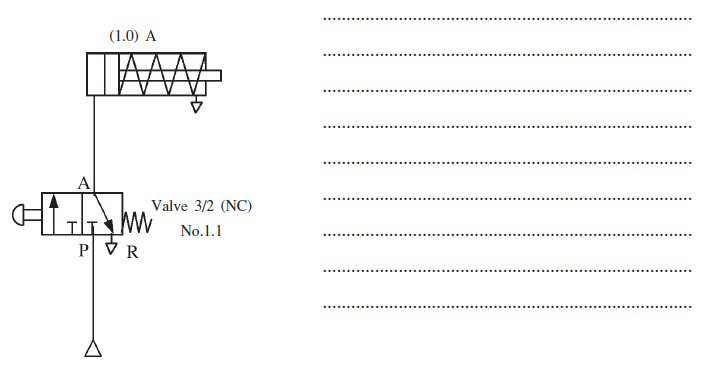 (1.0) A
A
Valve 3/2 (NC)
No.1.1
P
R